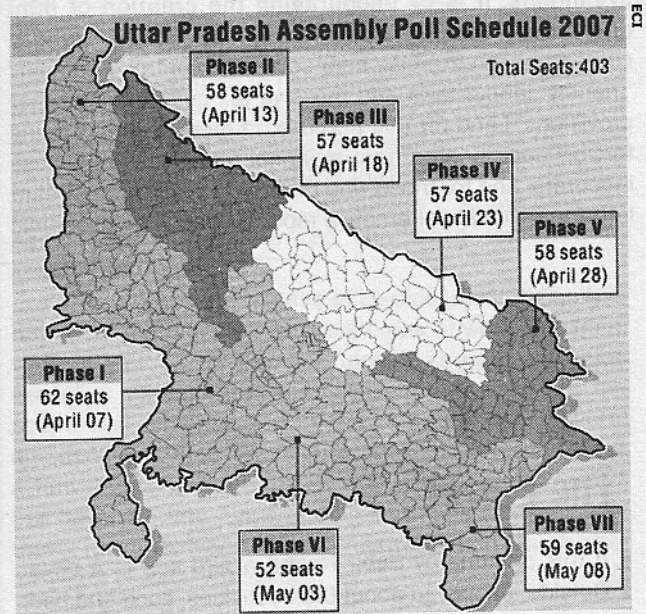 ECI
Uttar Pradesh Assembly Poll Schedule 2007
Total Seats:403
Phase II
58 seats
(April 13)
Phase III
57 seats
(April 18)
Phase IV
57 seats
(April 23)
Phase V
58 seats
(April 28)
Phase I
62 seats
(April 07)
Phase VI
52 seats
(May 03)
Phase VII
59 seats
(May 08)